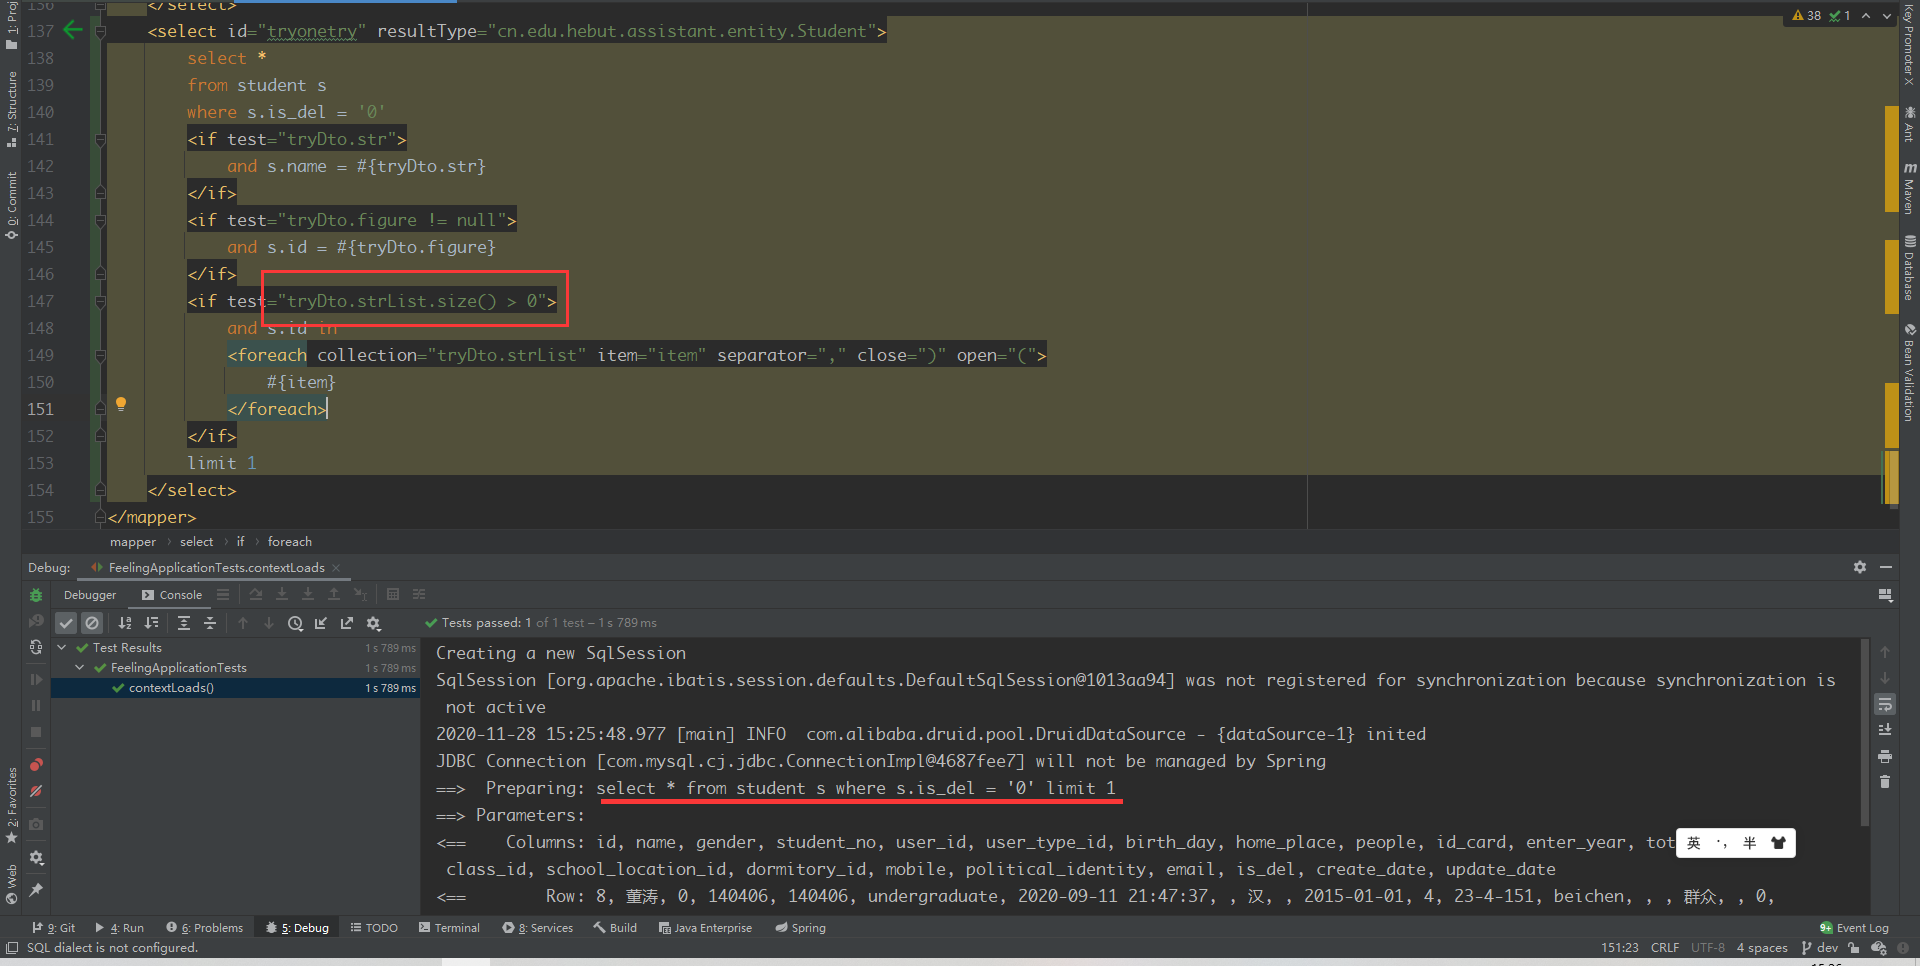 136 </select>
137 <select id="tryonetry" resultType="cn.edu.hebut.assistant.entity.Student">
138 select *
139 from student s
140 where s.is_del = '0'
141 <if test="tryDto.str">
142 and s.name = #{tryDto.str}
143 </if>
144 <if test="tryDto.figure != null">
145 and s.id = #{tryDto.figure}
146 </if>
147 <if test="tryDto.strList.size() > 0">
148 and s.id in
149 <foreach collection="tryDto.strList" item="item" separator="," close=")" open="(">
150 #{item}
151 </foreach>
152 </if>
153 limit 1
154 </select>
155 </mapper>
38 1
1: Proj
7: Structure
0: Commit
2: Favorites
Web
Key Promoter X
Ant
Maven
Database
Bean Validation
mapper select if foreach
Debug: FeelingApplicationTests.contextLoads
Debugger Console
Tests passed: 1 of 1 test – 1 s 789 ms
Test Results 1 s 789 ms
FeelingApplicationTests 1 s 789 ms
contextLoads() 1 s 789 ms
Creating a new SqlSession
SqlSession [org.apache.ibatis.session.defaults.DefaultSqlSession@1013aa94] was not registered for synchronization because synchronization is
not active
2020-11-28 15:25:48.977 [main] INFO com.alibaba.druid.pool.DruidDataSource - {dataSource-1} inited
JDBC Connection [com.mysql.cj.jdbc.ConnectionImpl@4687fee7] will not be managed by Spring
==> Preparing: select * from student s where s.is_del = '0' limit 1
==> Parameters:
<== Columns: id, name, gender, student_no, user_id, user_type_id, birth_day, home_place, people, id_card, enter_year, tot
class_id, school_location_id, dormitory_id, mobile, political_identity, email, is_del, create_date, update_date
<== Row: 8, 董涛, 0, 140406, 140406, undergraduate, 2020-09-11 21:47:37, , 汉, , 2015-01-01, 4, 23-4-151, beichen, , , 群众, , 0,
英 ·, 半
9: Git 4: Run 6: Problems 5: Debug TODO Terminal 8: Services Build Java Enterprise Spring 9+ Event Log
SQL dialect is not configured. 151:23 CRLF UTF-8 4 spaces dev